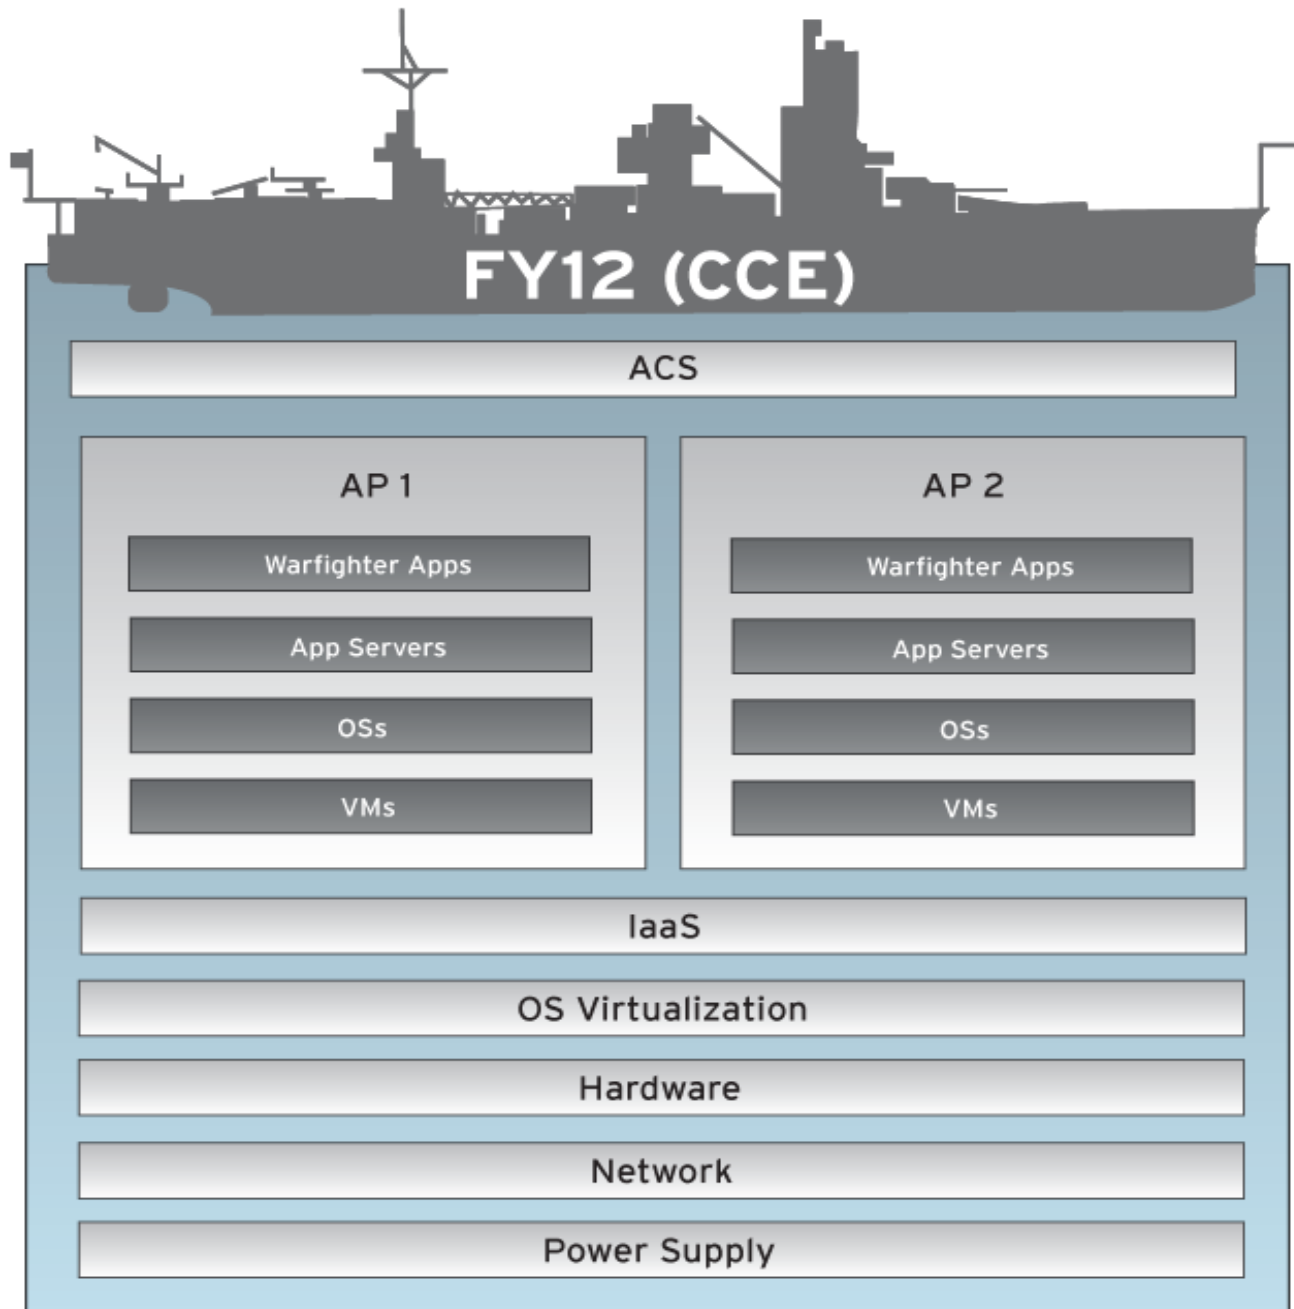 FY12 (CCE)
ACS
AP 1
Warfighter Apps
App Servers
OSs
VMs
AP 2
Warfighter Apps
App Servers
OSs
VMs
IaaS
OS Virtualization
Hardware
Network
Power Supply